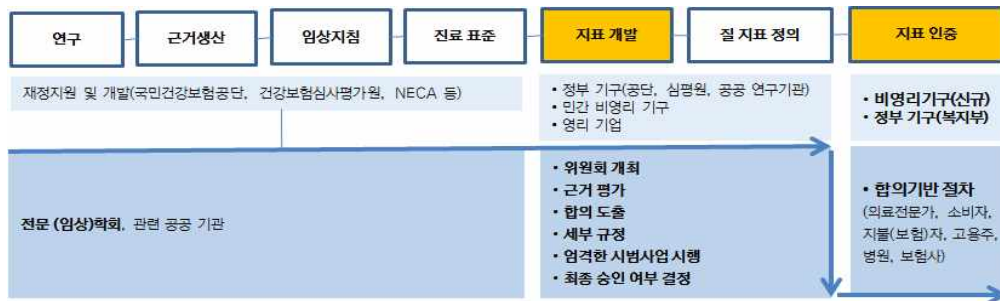 연구
근거생산
임상지침
진료 표준
지표 개발
질 지표 정의
지표 인증
재정지원 및 개발(국민건강보험공단, 건강보험심사평가원, NECA 등)
• 정부 기구(공단, 심평원, 공공 연구기관)
• 민간 비영리 기구
• 영리 기업
• 비영리기구(신규)
• 정부 기구(복지부)
전문 (임상)학회, 관련 공공 기관
• 위원회 개최
• 근거 평가
• 합의 도출
• 세부 규정
• 엄격한 시범사업 시행
• 최종 승인 여부 결정
• 합의기반 절차
(의료전문가, 소비자,
지불(보험)자, 고용주,
병원, 보험사)